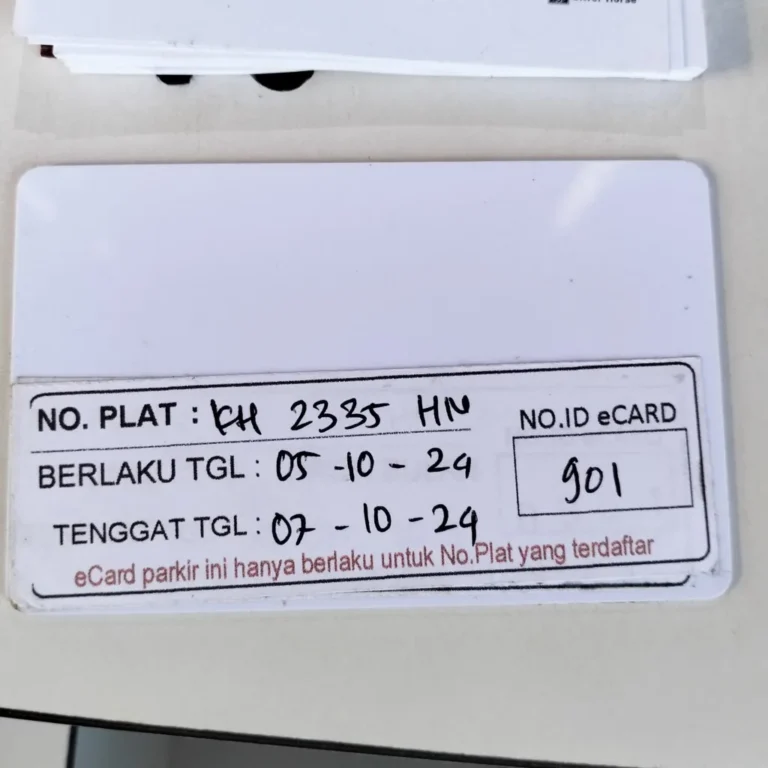 NO. PLAT : KH 2335 HN
NO.ID eCARD
BERLAKU TGL : 05 -10 - 24
901
TENGGAT TGL : 07 - 10 - 24
eCard parkir ini hanya berlaku untuk No.Plat yang terdaftar